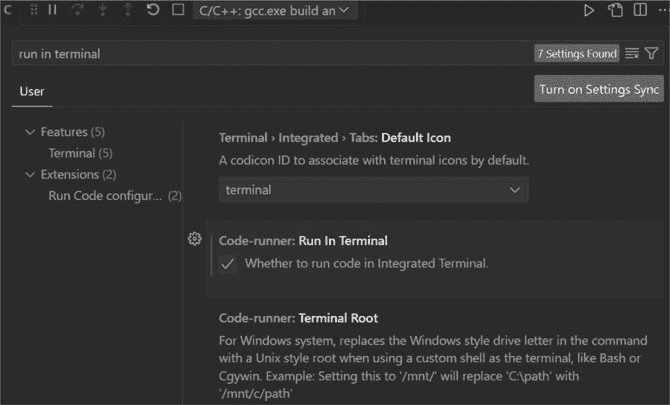 C
C/C++: gcc.exe build an
run in terminal
7 Settings Found
User
Turn on Settings Sync
Features (5)
Terminal (5)
Extensions (2)
Run Code configur... (2)
Terminal › Integrated › Tabs: Default Icon
A codicon ID to associate with terminal icons by default.
terminal
Code-runner: Run In Terminal
Whether to run code in Integrated Terminal.
Code-runner: Terminal Root
For Windows system, replaces the Windows style drive letter in the command
with a Unix style root when using a custom shell as the terminal, like Bash or
Cgywin. Example: Setting this to '/mnt/' will replace 'C:\path' with
'/mnt/c/path'